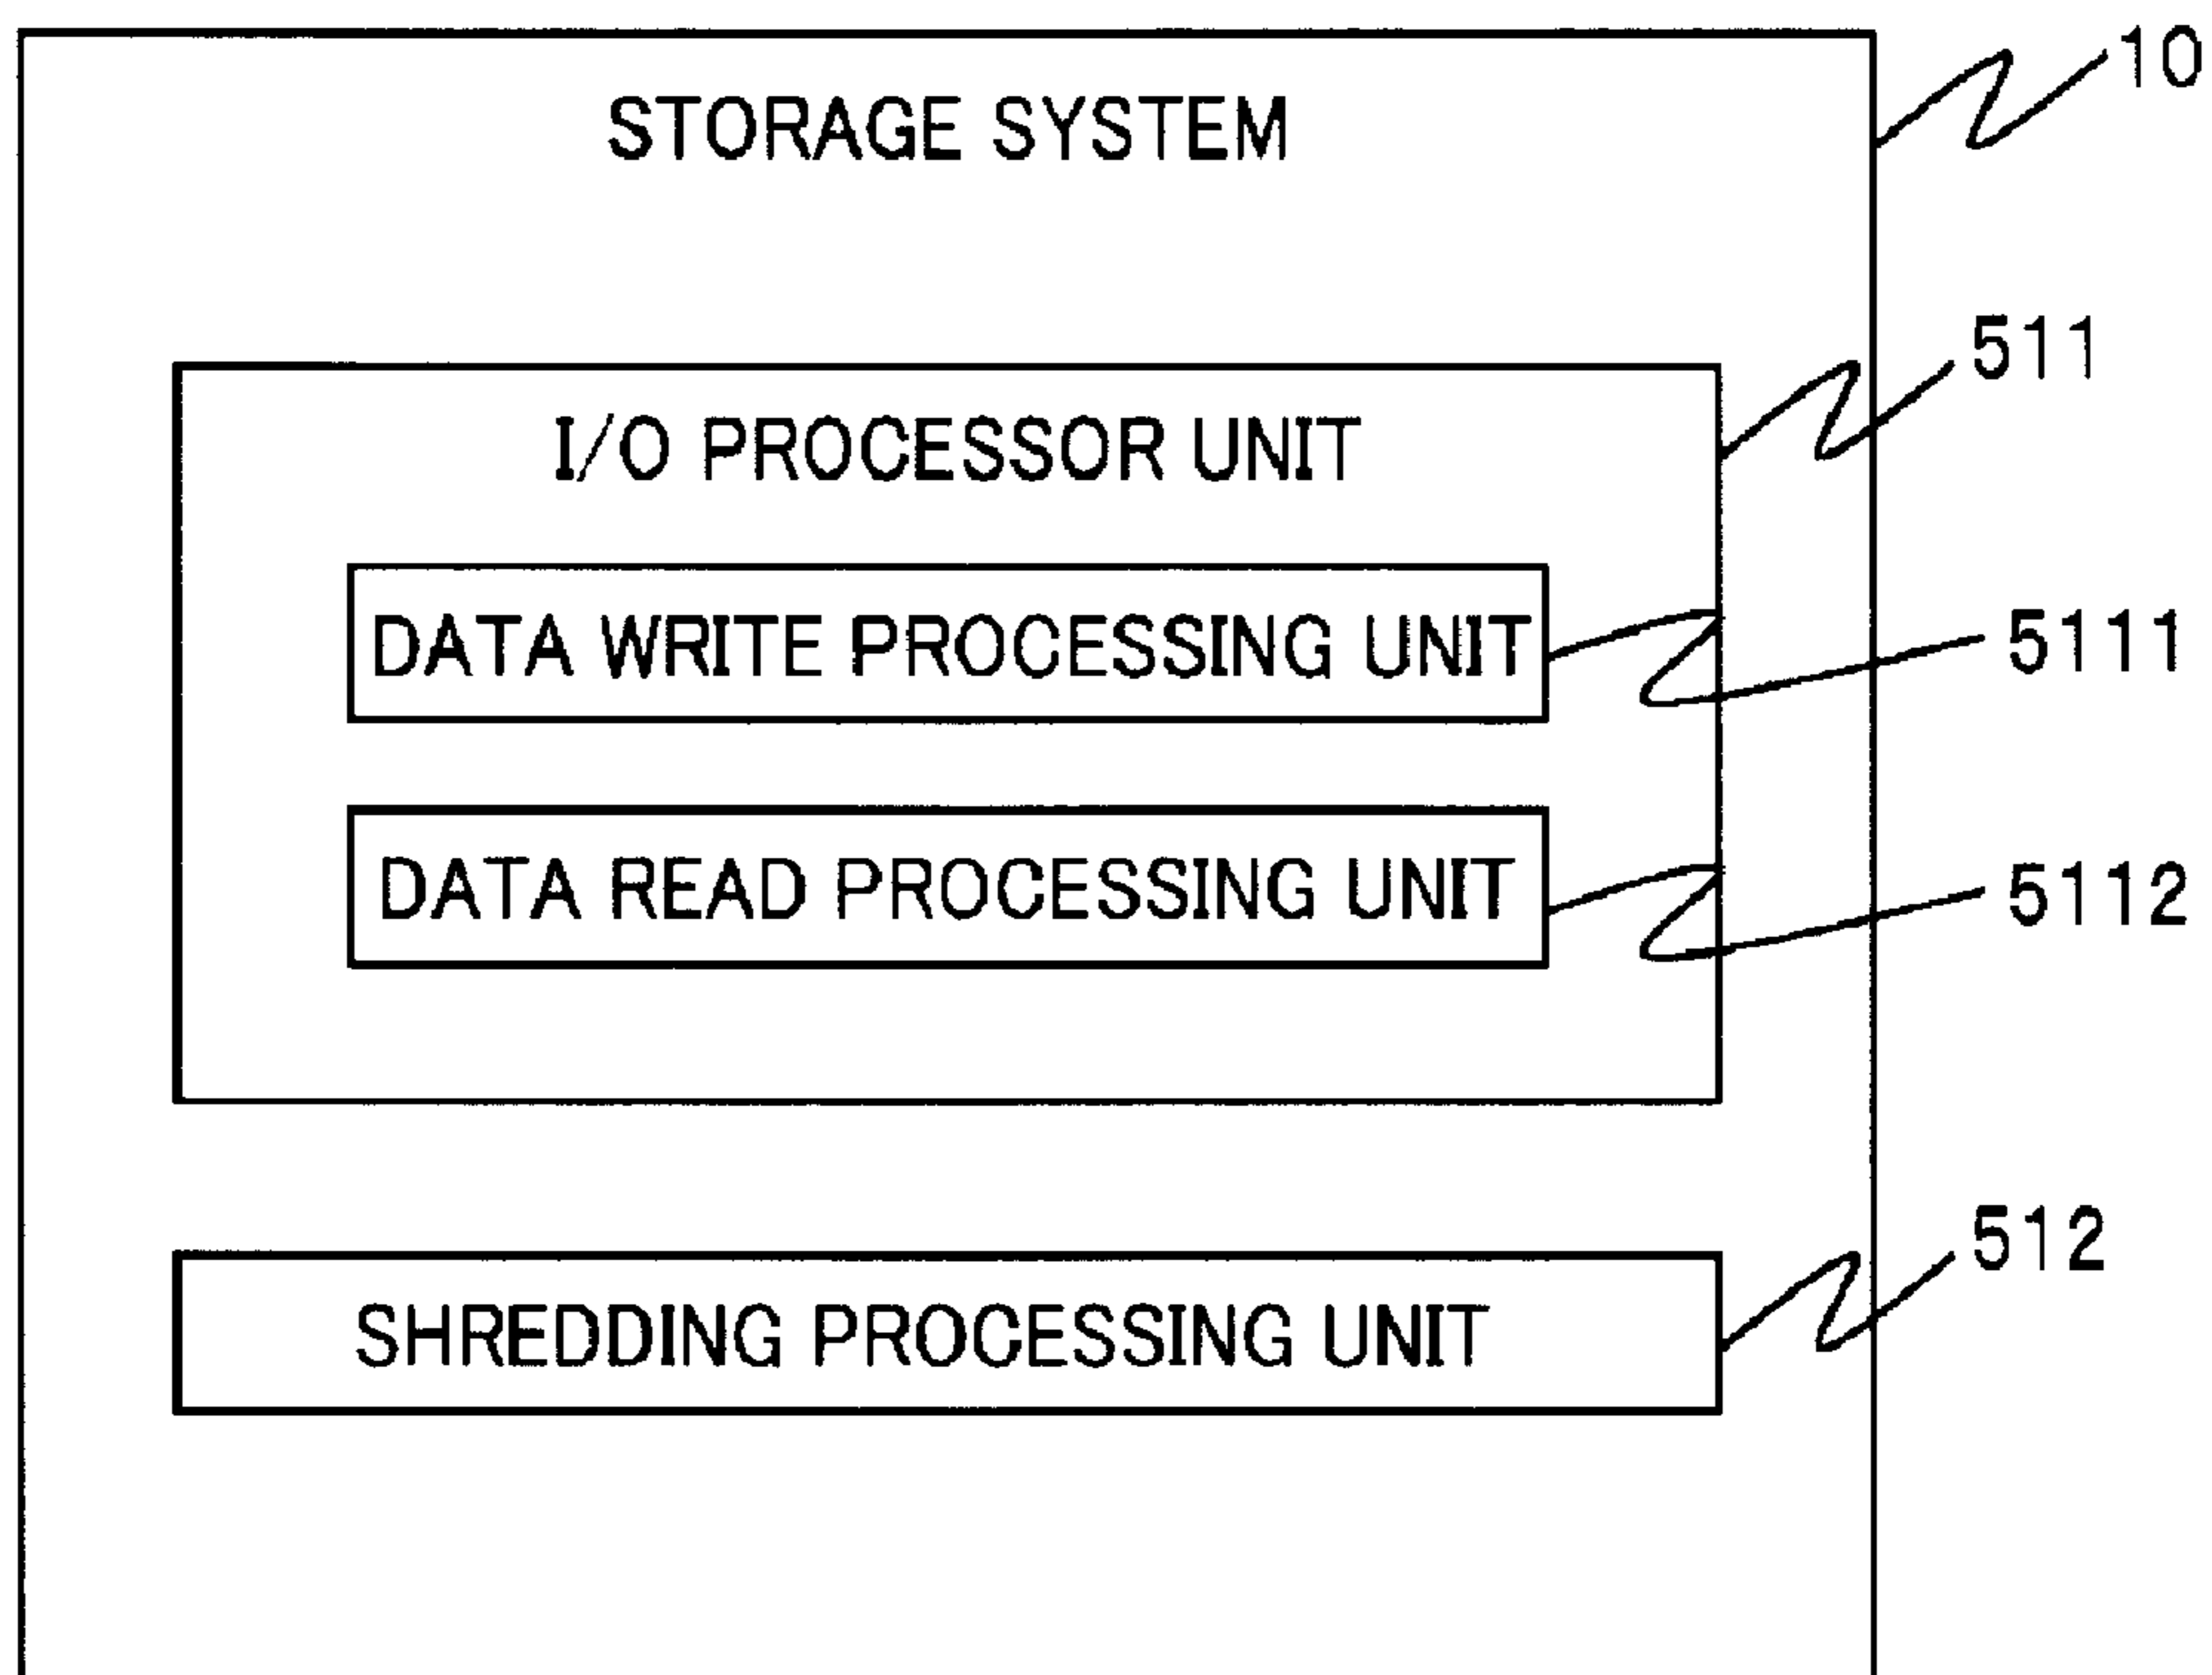 10
STORAGE SYSTEM
511
I/O PROCESSOR UNIT
DATA WRITE PROCESSING UNIT
5111
DATA READ PROCESSING UNIT
5112
512
SHREDDING PROCESSING UNIT